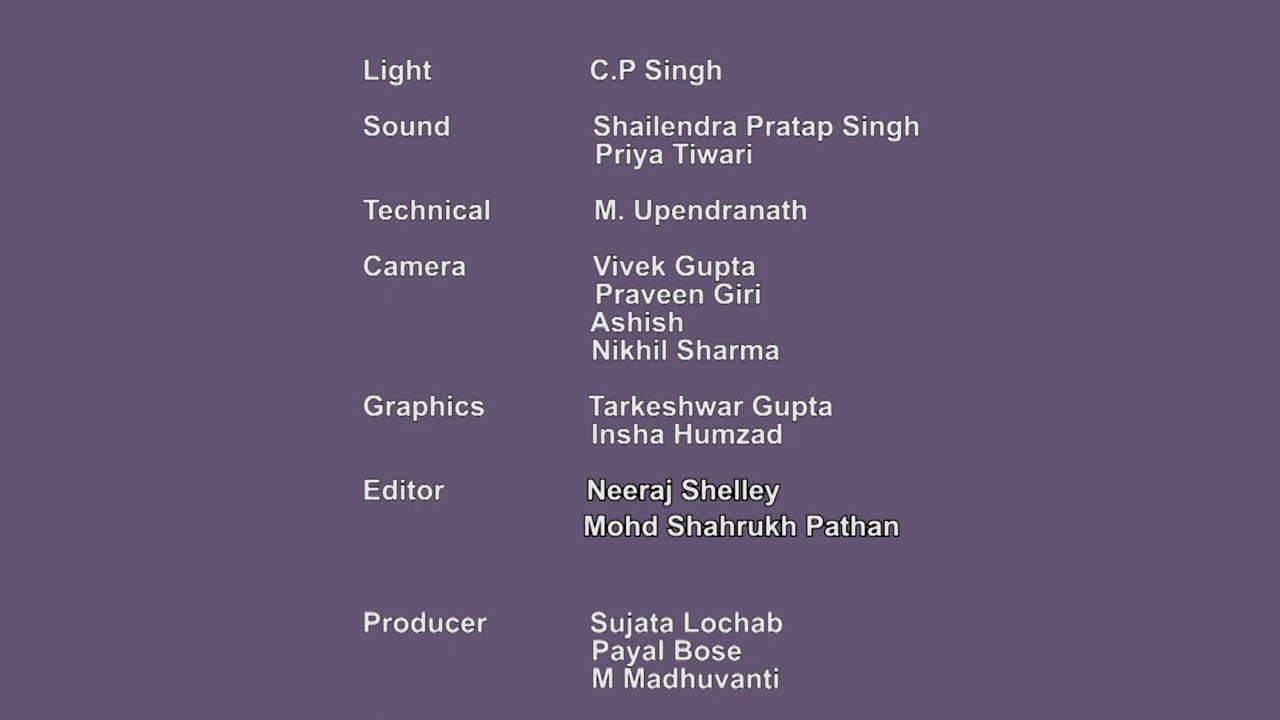 Light C.P Singh
Sound Shailendra Pratap Singh
Priya Tiwari
Technical M. Upendranath
Camera Vivek Gupta
Praveen Giri
Ashish
Nikhil Sharma
Graphics Tarkeshwar Gupta
Insha Humzad
Editor Neeraj Shelley
Mohd Shahrukh Pathan
Producer Sujata Lochab
Payal Bose
M Madhuvanti